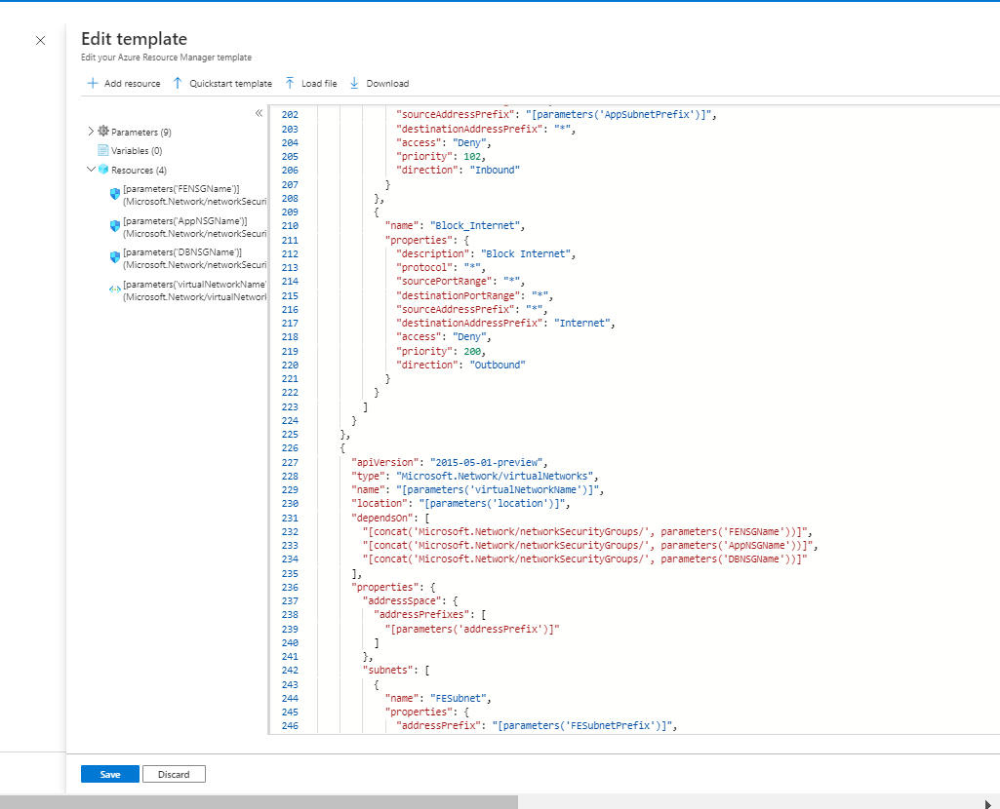 Edit template
Edit your Azure Resource Manager template
Add resource Quickstart template Load file Download
Parameters (9)
Variables (0)
Resources (4)
[parameters('FENSGName')]
(Microsoft.Network/networkSecuri
[parameters('AppNSGName')]
(Microsoft.Network/networkSecuri
[parameters('DBNSGName')]
(Microsoft.Network/networkSecuri
[parameters('virtualNetworkName'
(Microsoft.Network/virtualNetwork
202 "sourceAddressPrefix": "[parameters('AppSubnetPrefix')]",
203 "destinationAddressPrefix": "*",
204 "access": "Deny",
205 "priority": 102,
206 "direction": "Inbound"
207 }
208 },
209 {
210 "name": "Block_Internet",
211 "properties": {
212 "description": "Block Internet",
213 "protocol": "*",
214 "sourcePortRange": "*",
215 "destinationPortRange": "*",
216 "sourceAddressPrefix": "*",
217 "destinationAddressPrefix": "Internet",
218 "access": "Deny",
219 "priority": 200,
220 "direction": "Outbound"
221 }
222 }
223 ]
224 }
225 },
226 {
227 "apiVersion": "2015-05-01-preview",
228 "type": "Microsoft.Network/virtualNetworks",
229 "name": "[parameters('virtualNetworkName')]",
230 "location": "[parameters('location')]",
231 "dependsOn": [
232 "[concat('Microsoft.Network/networkSecurityGroups/', parameters('FENSGName'))]",
233 "[concat('Microsoft.Network/networkSecurityGroups/', parameters('AppNSGName'))]",
234 "[concat('Microsoft.Network/networkSecurityGroups/', parameters('DBNSGName'))]"
235 ],
236 "properties": {
237 "addressSpace": {
238 "addressPrefixes": [
239 "[parameters('addressPrefix')]"
240 ]
241 },
242 "subnets": [
243 {
244 "name": "FESubnet",
245 "properties": {
246 "addressPrefix": "[parameters('FESubnetPrefix')]",
Save Discard